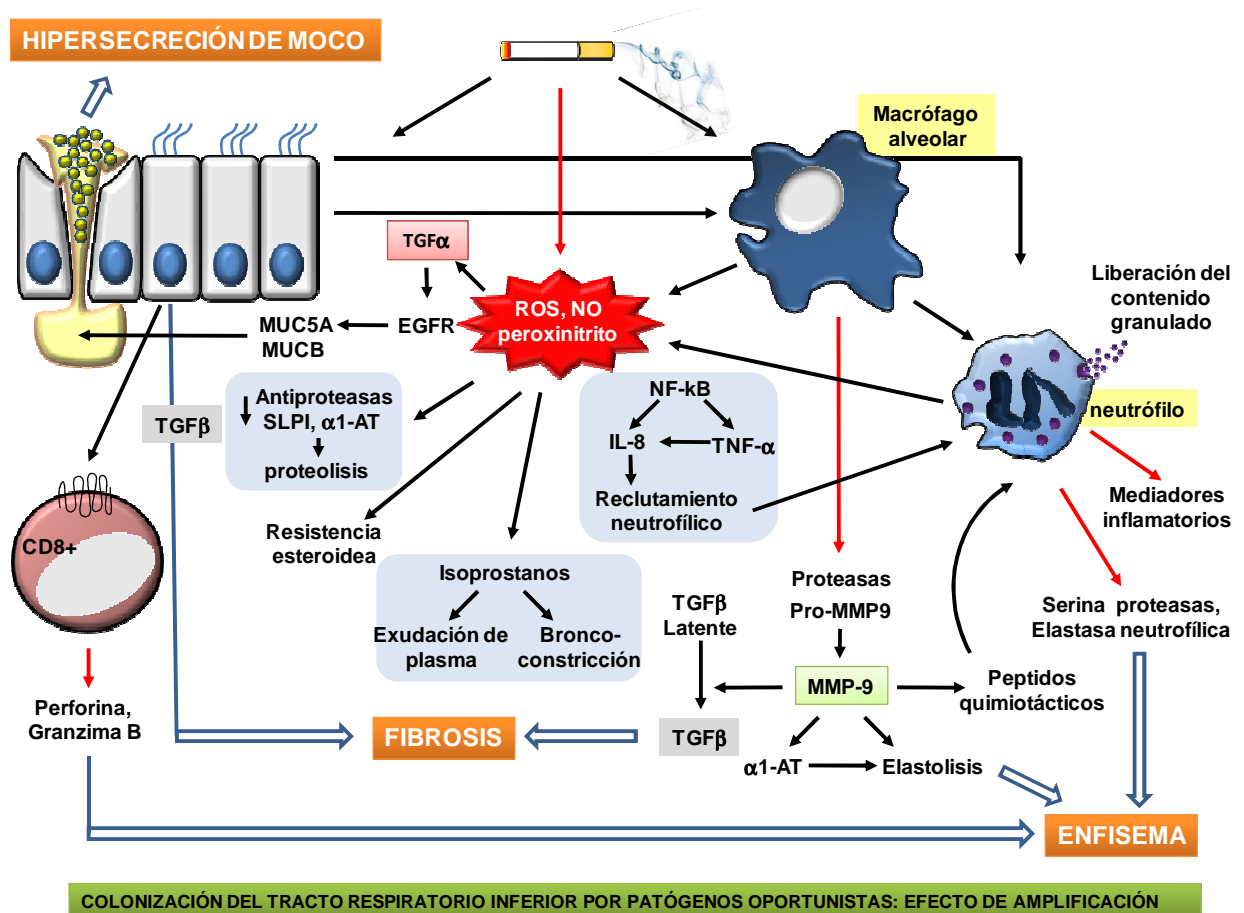 HIPERSECRECIÓN DE MOCO
Macrófago
alveolar
TGFα
Liberación del
contenido
granulado
ROS, NO
peroxinitrito
MUC5A
MUCB
EGFR
NF-kB
IL-8
TNF-α
Reclutamiento
neutrofílico
neutrófilo
Antiproteasas
SLPI, α1-AT
proteolisis
TGFβ
Mediadores
inflamatorios
Resistencia
esteroidea
CD8+
Isoprostanos
Exudación de
plasma
Bronco-
constricción
TGFβ
Latente
Proteasas
Pro-MMP9
Serina proteasas,
Elastasa neutrofílica
MMP-9
Peptidos
quimiotácticos
Perforina,
Granzima B
FIBROSIS
TGFβ
α1-AT
Elastolisis
ENFISEMA
COLONIZACIÓN DEL TRACTO RESPIRATORIO INFERIOR POR PATÓGENOS OPORTUNISTAS: EFECTO DE AMPLIFICACIÓN